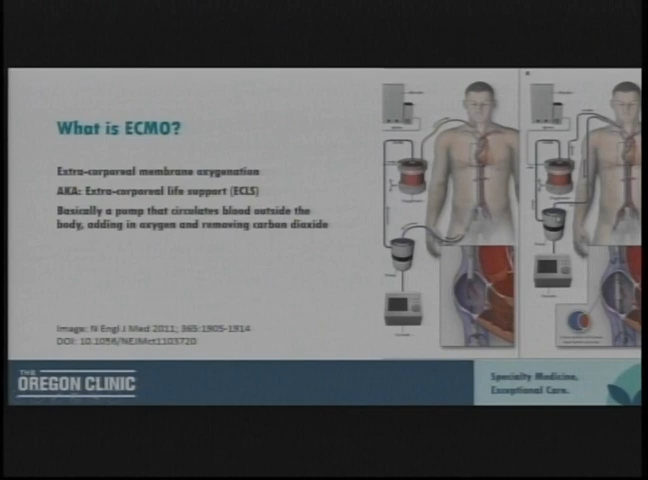 What is ECMO?
Extra-corporeal membrane oxygenation
AKA: Extra-corporeal life support (ECLS)
Basically a pump that circulates blood outside the
body, adding in oxygen and removing carbon dioxide
Image: N Engl J Med 2011; 365:1905-1914
DOI: 10.1056/NEJMct1103720
THE
OREGON CLINIC
Specialty Medicine,
Exceptional Care.